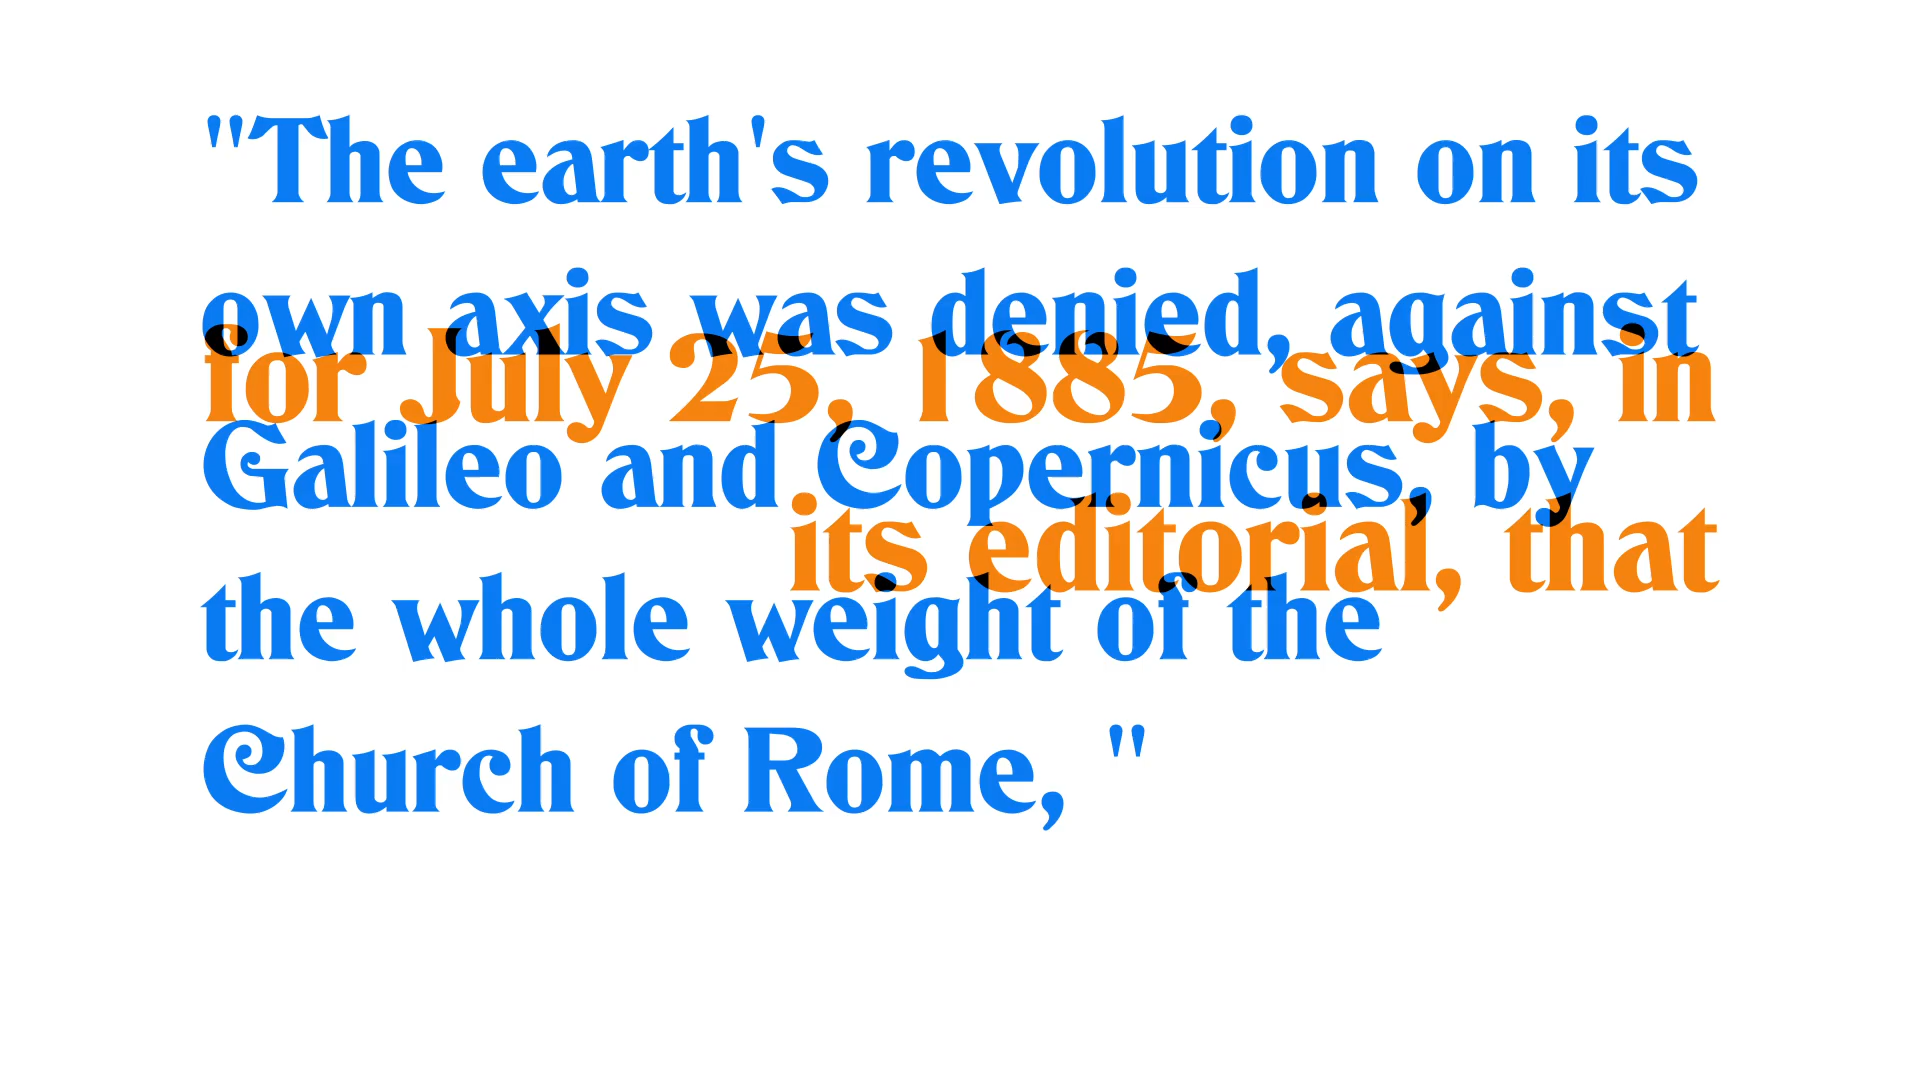 "The earth's revolution on its
own axis was denied, against
Galileo and Copernicus, by
the whole weight of the
Church of Rome, "
for July 25, 1885, says, in
its editorial, that